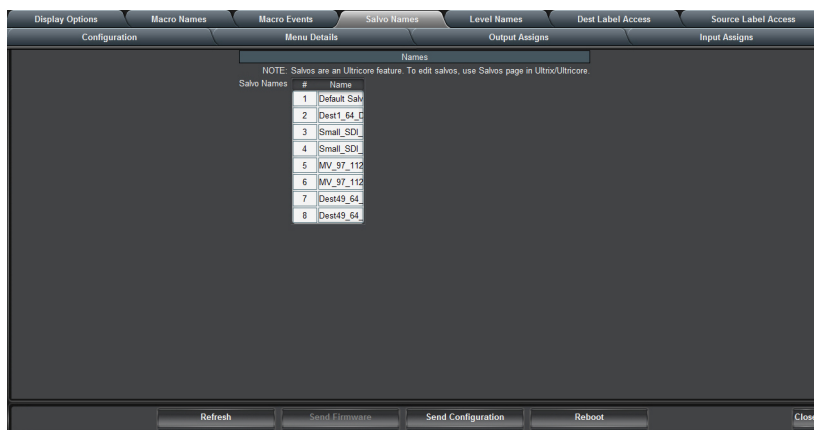 Display Options Macro Names Macro Events Salvo Names Level Names Dest Label Access Source Label Access
Configuration Menu Details Output Assigns Input Assigns
Names
NOTE: Salvos are an Ultricore feature. To edit salvos, use Salvos page in Ultrix/Ultricore.
Salvo Names # Name
1 Default Salv
2 Dest1_64_D
3 Small_SDI_
4 Small_SDI_
5 MV_97_112
6 MV_97_112
7 Dest49_64_
8 Dest49_64_
Refresh Send Firmware Send Configuration Reboot Close